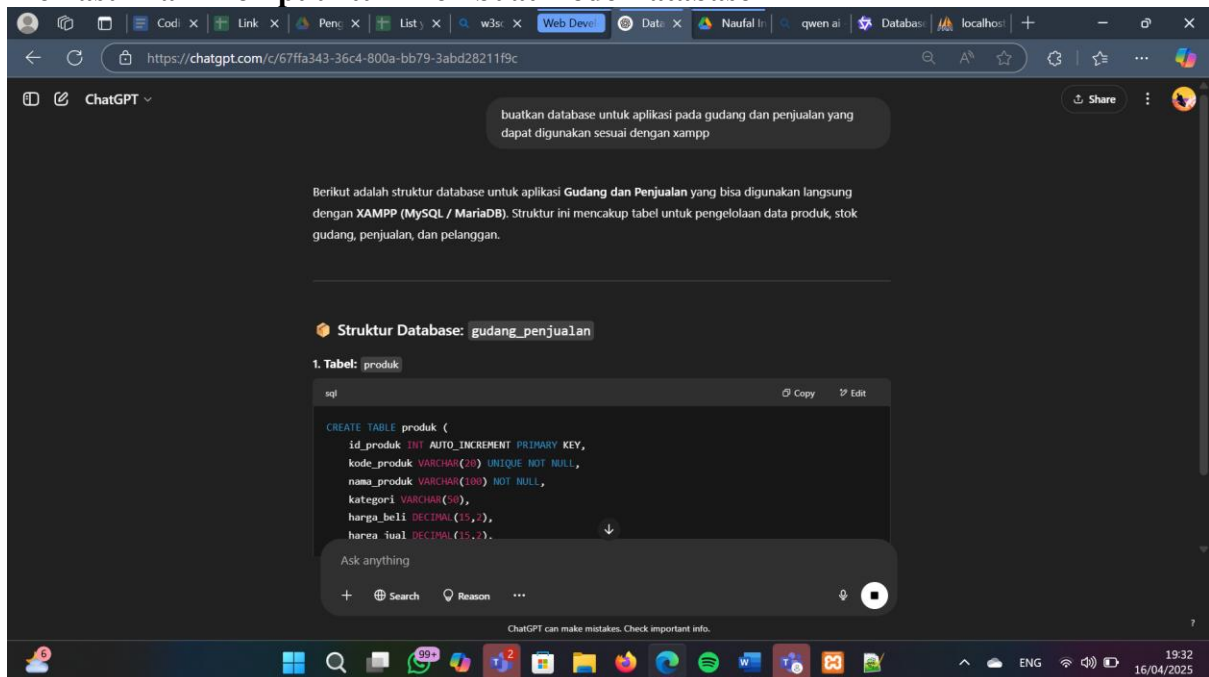 Codi
Link
Peng
List y
w3sc
Web Devel
Data
Naufal In
qwen ai
Databas
localhost
https://chatgpt.com/c/67ffa343-36c4-800a-bb79-3abd28211f9c
ChatGPT
Share
buatkan database untuk aplikasi pada gudang dan penjualan yang
dapat digunakan sesuai dengan xampp
Berikut adalah struktur database untuk aplikasi Gudang dan Penjualan yang bisa digunakan langsung
dengan XAMPP (MySQL / MariaDB). Struktur ini mencakup tabel untuk pengelolaan data produk, stok
gudang, penjualan, dan pelanggan.
Struktur Database: gudang_penjualan
1. Tabel: produk
sql
Copy
Edit
CREATE TABLE produk (
id_produk INT AUTO_INCREMENT PRIMARY KEY,
kode_produk VARCHAR(20) UNIQUE NOT NULL,
nama_produk VARCHAR(100) NOT NULL,
kategori VARCHAR(50),
harga_beli DECIMAL(15,2),
harga_jual DECIMAL(15,2),
Ask anything
Search
Reason
ChatGPT can make mistakes. Check important info.
?
6
99+
2
ENG
19:32
16/04/2025